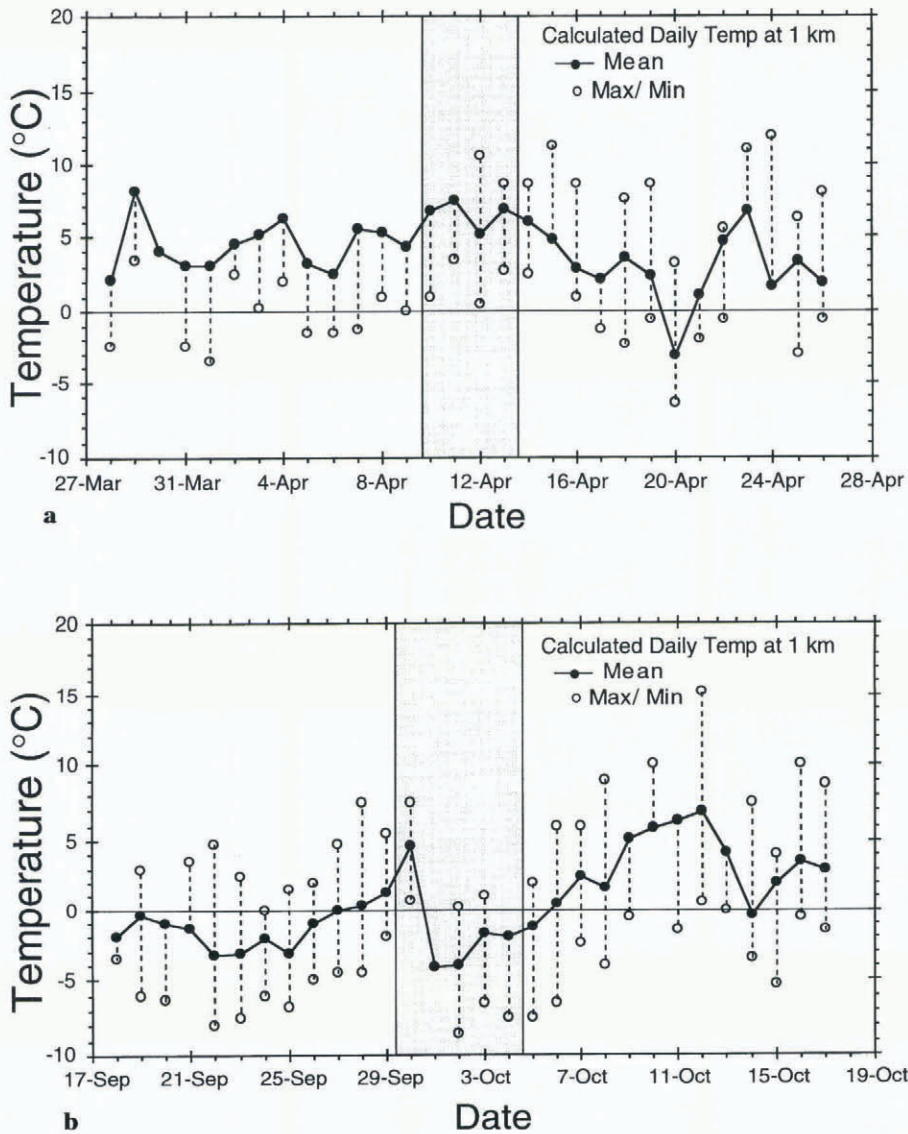 20
15
10
5
0
-5
-10
Temperature (°C)
Calculated Daily Temp at 1 km
Mean
Max/ Min
27-Mar 31-Mar 4-Apr 8-Apr 12-Apr 16-Apr 20-Apr 24-Apr 28-Apr
a
Date
20
15
10
5
0
-5
-10
Temperature (°C)
Calculated Daily Temp at 1 km
Mean
Max/ Min
17-Sep 21-Sep 25-Sep 29-Sep 3-Oct 7-Oct 11-Oct 15-Oct 19-Oct
b
Date